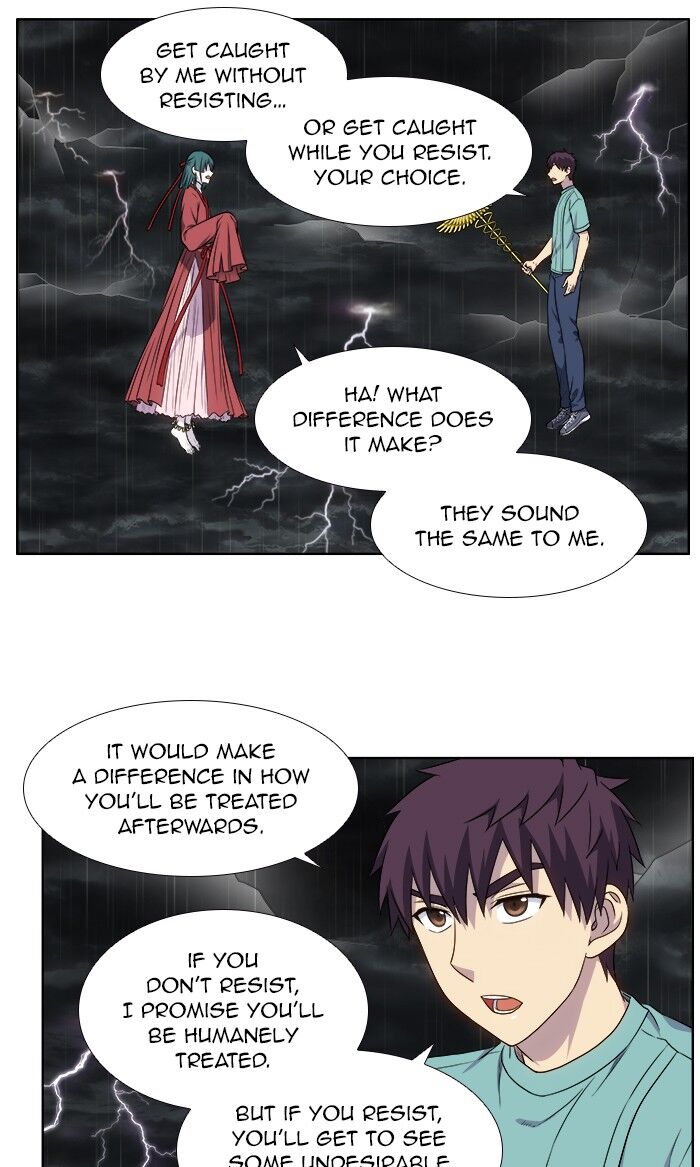 GET CAUGHT
BY ME WITHOUT
RESISTING...
OR GET CAUGHT
WHILE YOU RESIST.
YOUR CHOICE.
HA! WHAT
DIFFERENCE DOES
IT MAKE?
THEY SOUND
THE SAME TO ME.
IT WOULD MAKE
A DIFFERENCE IN HOW
YOU'LL BE TREATED
AFTERWARDS.
IF YOU
DON'T RESIST,
I PROMISE YOU'LL
BE HUMANELY
TREATED.
BUT IF YOU RESIST,
YOU'LL GET TO SEE
SOME UNDESIRABLE